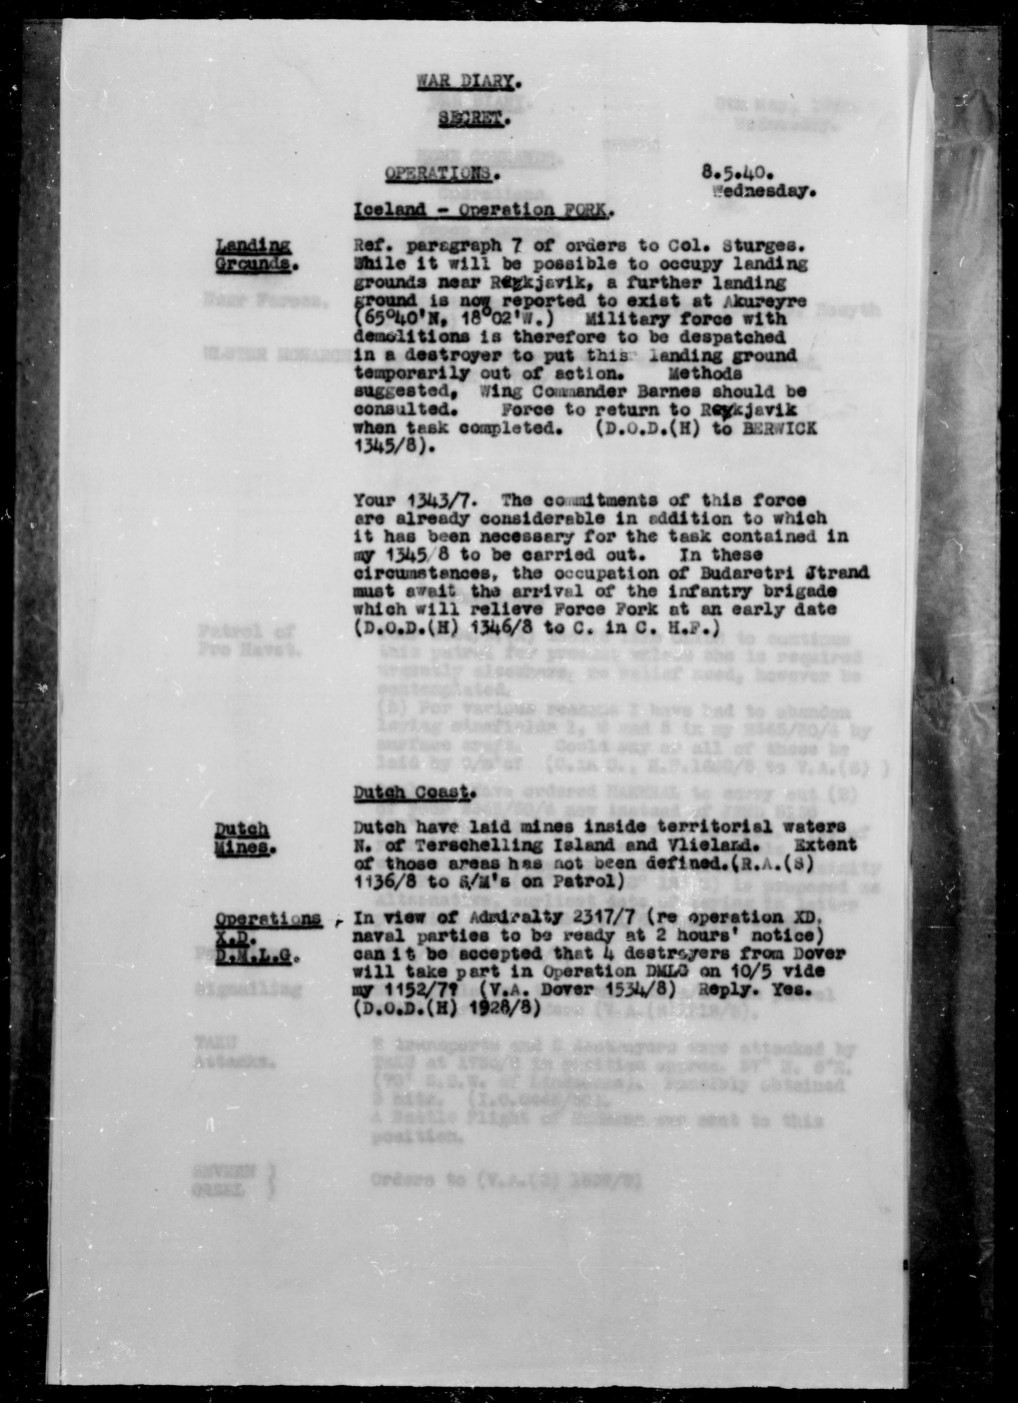 WAR DIARY.
SECRET.
OPERATIONS.
8.5.40.
Wednesday.
Iceland - Operation FORK.
Landing Grounds.
Ref. paragraph 7 of orders to Col. Sturges.
While it will be possible to occupy landing
grounds near Reykjavik, a further landing
ground is now reported to exist at Akureyre
(65°40'N, 18°02'W.) Military force with
demolitions is therefore to be despatched
in a destroyer to put this landing ground
temporarily out of action. Methods
suggested, Wing Commander Barnes should be
consulted. Force to return to Reykjavik
when task completed. (D.O.D.(H) to BERWICK
1345/8).
Your 1343/7. The commitments of this force
are already considerable in addition to which
it has been necessary for the task contained in
my 1345/8 to be carried out. In these
circumstances, the occupation of Budaretri Strand
must await the arrival of the infantry brigade
which will relieve Force Fork at an early date
(D.O.D.(H) 1346/8 to C. in C. H.F.)
Dutch Coast.
Dutch Mines.
Dutch have laid mines inside territorial waters
N. of Terschelling Island and Vlieland. Extent
of those areas has not been defined.(R.A.(S)
1136/8 to S/M's on Patrol)
Operations
X.D.
D.M.L.G.
In view of Admiralty 2317/7 (re operation XD.
naval parties to be ready at 2 hours' notice)
can it be accepted that 4 destroyers from Dover
will take part in Operation DMLG on 10/5 vide
my 1152/7? (V.A. Dover 1534/8) Reply. Yes.
(D.O.D.(H) 1928/8)